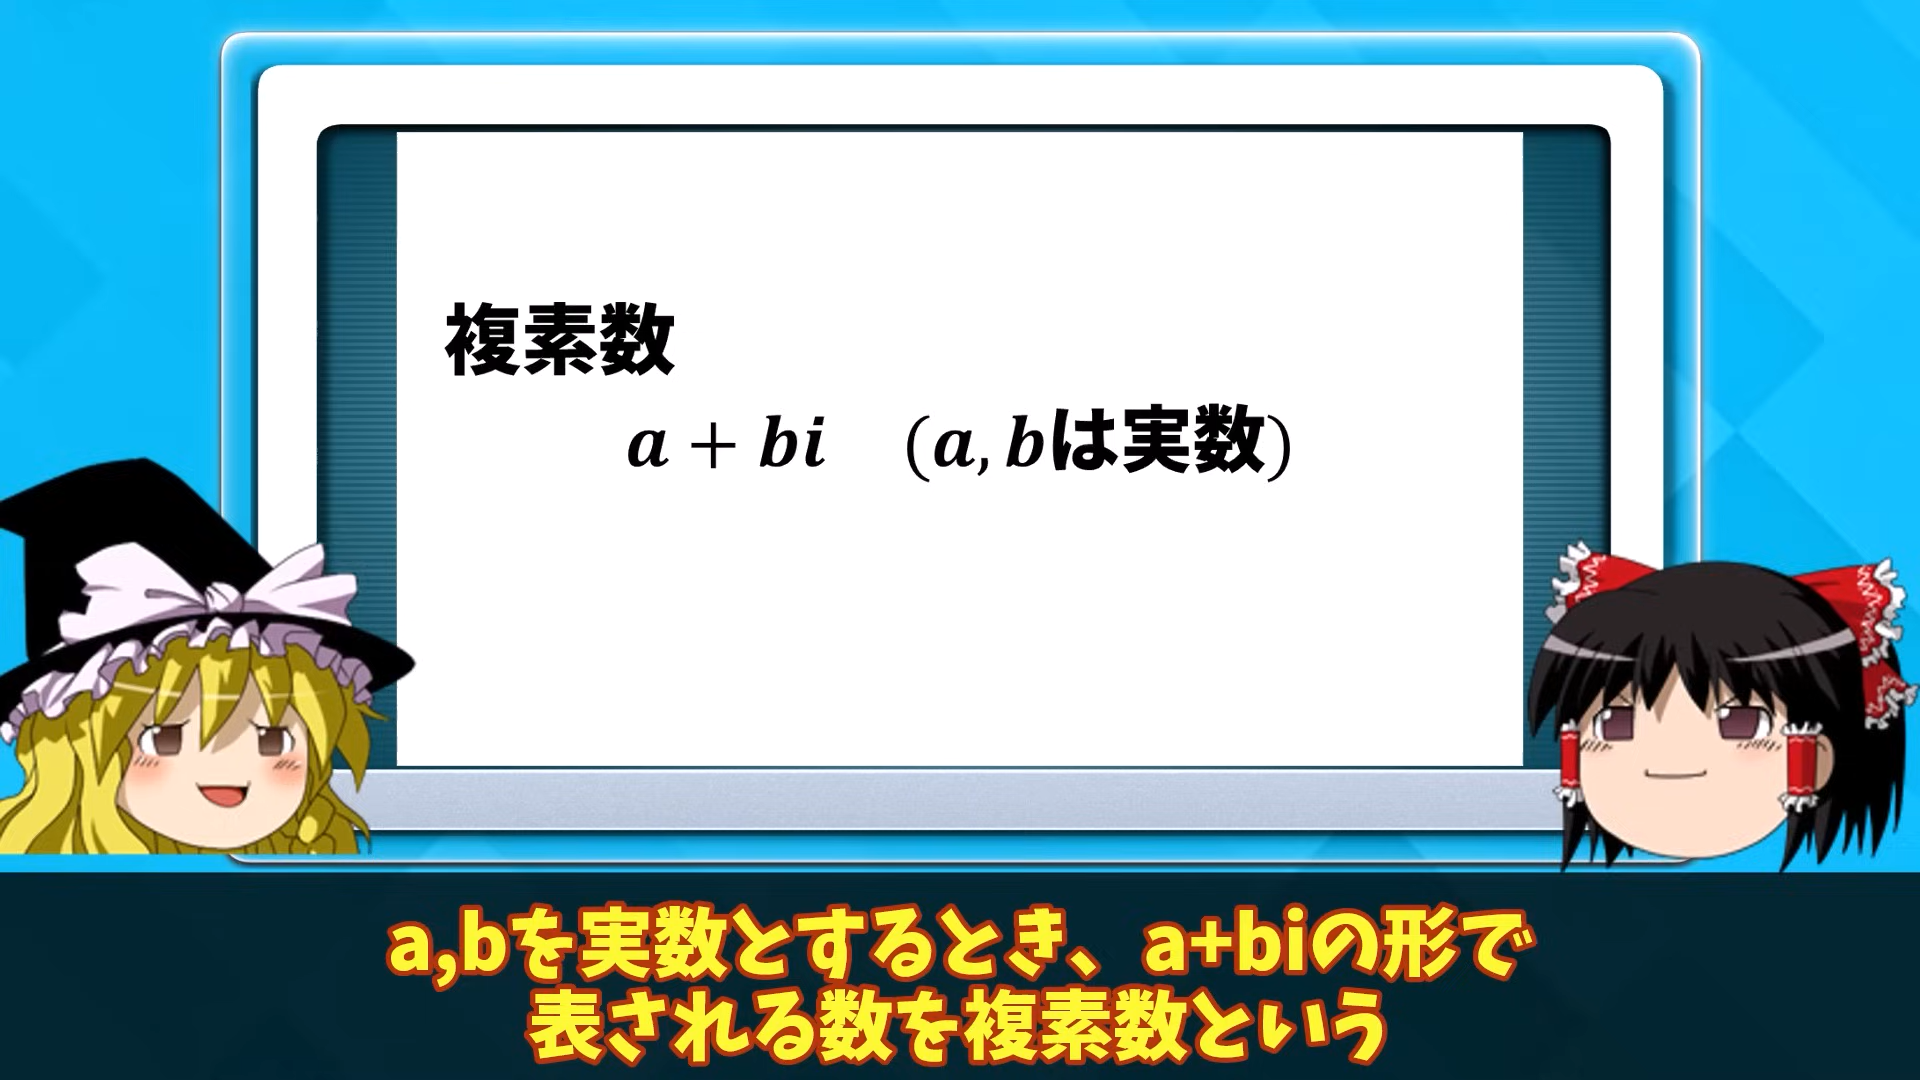 複素数
a + bi (a, bは実数)
a,bを実数とするとき、a+biの形で
表される数を複素数という